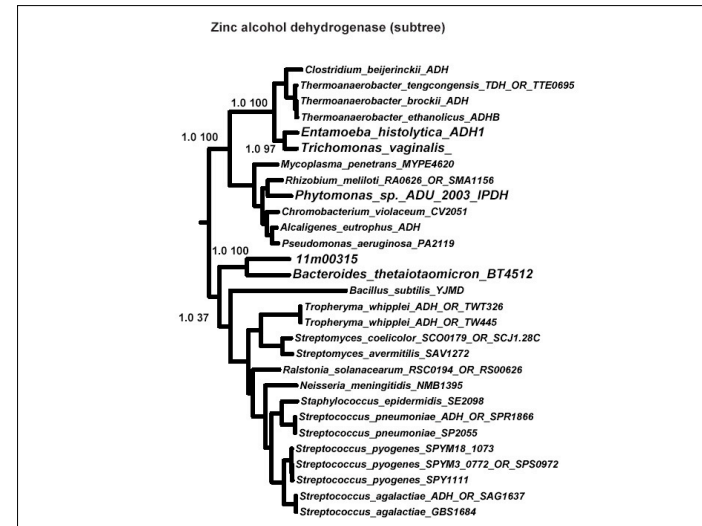 Zinc alcohol dehydrogenase (subtree)
Clostridium_beijerinckii_ADH
Thermoanaerobacter_tengcongensis_TDH_OR_TTE0695
1.0 100
Thermoanaerobacter_brockii_ADH
Thermoanaerobacter_ethanolicus_ADHB
Entamoeba_histolytica_ADH1
1.0 100
1.0 97
Trichomonas_vaginalis_
Mycoplasma_penetrans_MYPE4620
Rhizobium_meliloti_RA0626_OR_SMA1156
Phytomonas_sp._ADU_2003_IPDH
Chromobacterium_violaceum_CV2051
Alcaligenes_eutrophus_ADH
Pseudomonas_aeruginosa_PA2119
1.0 100
11m00315
Bacteroides_thetaiotaomicron_BT4512
Bacillus_subtilis_YJMD
Tropheryma_whipplei_ADH_OR_TWT326
1.0 37
Tropheryma_whipplei_ADH_OR_TW445
Streptomyces_coelicolor_SCO0179_OR_SCJ1.28C
Streptomyces_avermitilis_SAV1272
Ralstonia_solanacearum_RSC0194_OR_RS00626
Neisseria_meningitidis_NMB1395
Staphylococcus_epidermidis_SE2098
Streptococcus_pneumoniae_ADH_OR_SPR1866
Streptococcus_pneumoniae_SP2055
Streptococcus_pyogenes_SPYM18_1073
Streptococcus_pyogenes_SPYM3_0772_OR_SPS0972
Streptococcus_pyogenes_SPY1111
Streptococcus_agalactiae_ADH_OR_SAG1637
Streptococcus_agalactiae_GBS1684